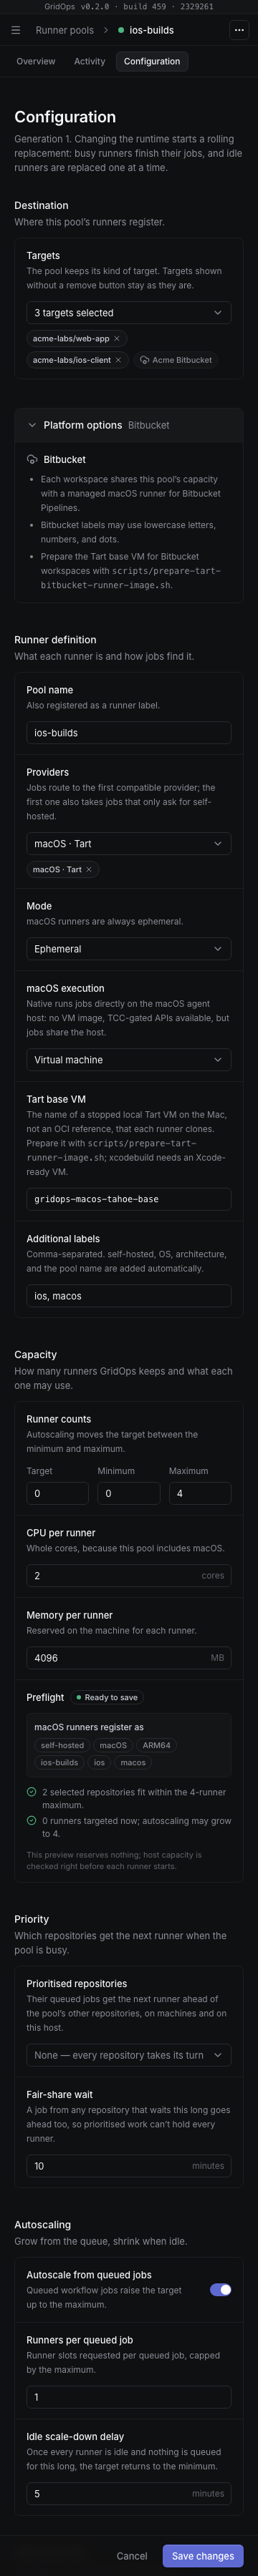 GridOps v0.2.0 · build 459 · 2329261
Runner pools › ios-builds
Overview Activity Configuration
Configuration
Generation 1. Changing the runtime starts a rolling
replacement: busy runners finish their jobs, and idle
runners are replaced one at a time.
Destination
Where this pool's runners register.
Targets
The pool keeps its kind of target. Targets shown
without a remove button stay as they are.
3 targets selected
acme-labs/web-app ×
acme-labs/ios-client × Acme Bitbucket
Platform options Bitbucket
Bitbucket
• Each workspace shares this pool's capacity
with a managed macOS runner for Bitbucket
Pipelines.
• Bitbucket labels may use lowercase letters,
numbers, and dots.
• Prepare the Tart base VM for Bitbucket
workspaces with scripts/prepare-tart-
bitbucket-runner-image.sh.
Runner definition
What each runner is and how jobs find it.
Pool name
Also registered as a runner label.
ios-builds
Providers
Jobs route to the first compatible provider; the
first one also takes jobs that only ask for self-
hosted.
macOS · Tart
macOS · Tart ×
Mode
macOS runners are always ephemeral.
Ephemeral
macOS execution
Native runs jobs directly on the macOS agent
host: no VM image, TCC-gated APIs available, but
jobs share the host.
Virtual machine
Tart base VM
The name of a stopped local Tart VM on the Mac,
not an OCI reference, that each runner clones.
Prepare it with scripts/prepare-tart-
runner-image.sh; xcodebuild needs an Xcode-
ready VM.
gridops-macos-tahoe-base
Additional labels
Comma-separated. self-hosted, OS, architecture,
and the pool name are added automatically.
ios, macos
Capacity
How many runners GridOps keeps and what each
one may use.
Runner counts
Autoscaling moves the target between the
minimum and maximum.
Target Minimum Maximum
0 0 4
CPU per runner
Whole cores, because this pool includes macOS.
2 cores
Memory per runner
Reserved on the machine for each runner.
4096 MB
Preflight Ready to save
macOS runners register as
self-hosted macOS ARM64
ios-builds ios macos
2 selected repositories fit within the 4-runner
maximum.
0 runners targeted now; autoscaling may grow
to 4.
This preview reserves nothing; host capacity is
checked right before each runner starts.
Priority
Which repositories get the next runner when the
pool is busy.
Prioritised repositories
Their queued jobs get the next runner ahead of
the pool's other repositories, on machines and on
this host.
None — every repository takes its turn
Fair-share wait
A job from any repository that waits this long goes
ahead too, so prioritised work can't hold every
runner.
10 minutes
Autoscaling
Grow from the queue, shrink when idle.
Autoscale from queued jobs
Queued workflow jobs raise the target
up to the maximum.
Runners per queued job
Runner slots requested per queued job, capped
by the maximum.
1
Idle scale-down delay
Once every runner is idle and nothing is queued
for this long, the target returns to the minimum.
5 minutes
Cancel Save changes